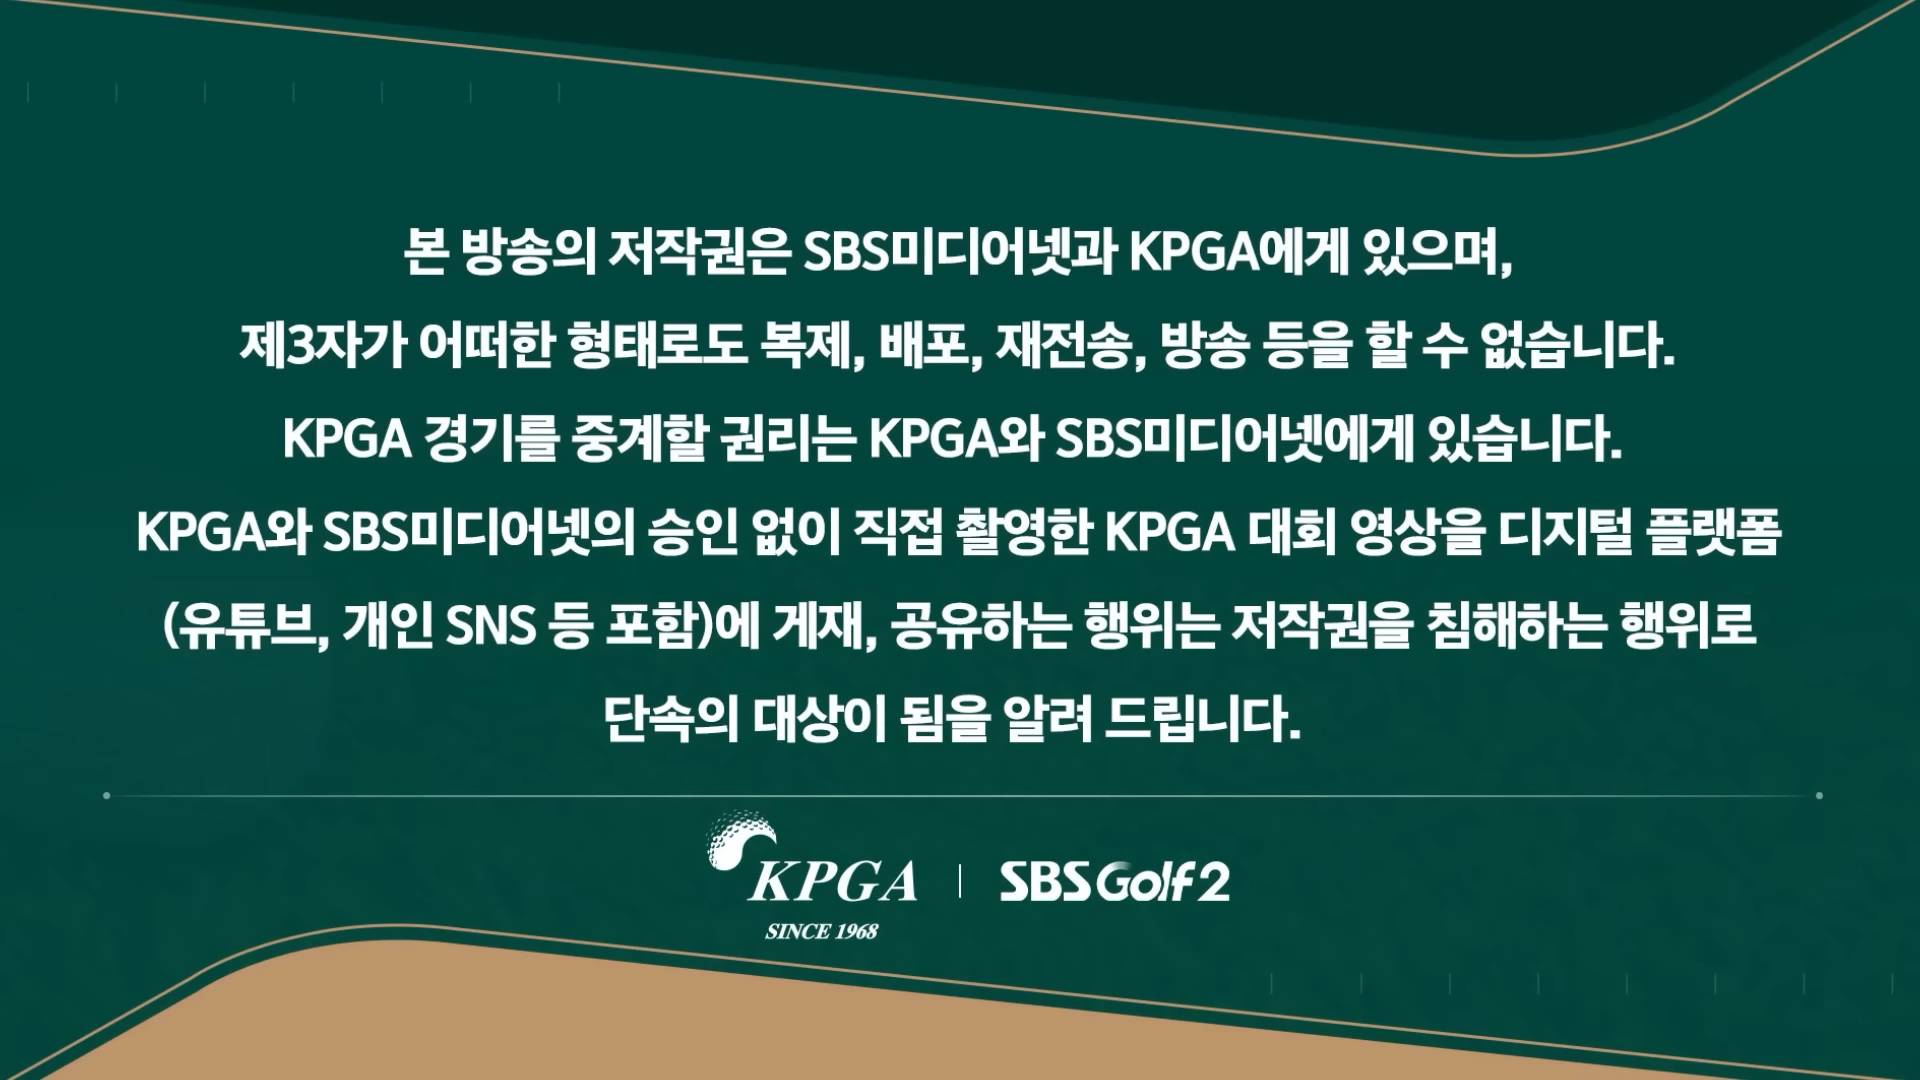 본 방송의 저작권은 SBS미디어넷과 KPGA에게 있으며,
제3자가 어떠한 형태로도 복제, 배포, 재전송, 방송 등을 할 수 없습니다.
KPGA 경기를 중계할 권리는 KPGA와 SBS미디어넷에게 있습니다.
KPGA와 SBS미디어넷의 승인 없이 직접 촬영한 KPGA 대회 영상을 디지털 플랫폼
(유튜브, 개인 SNS 등 포함)에 게재, 공유하는 행위는 저작권을 침해하는 행위로
단속의 대상이 됨을 알려 드립니다.
KPGA SBS Golf 2
SINCE 1968